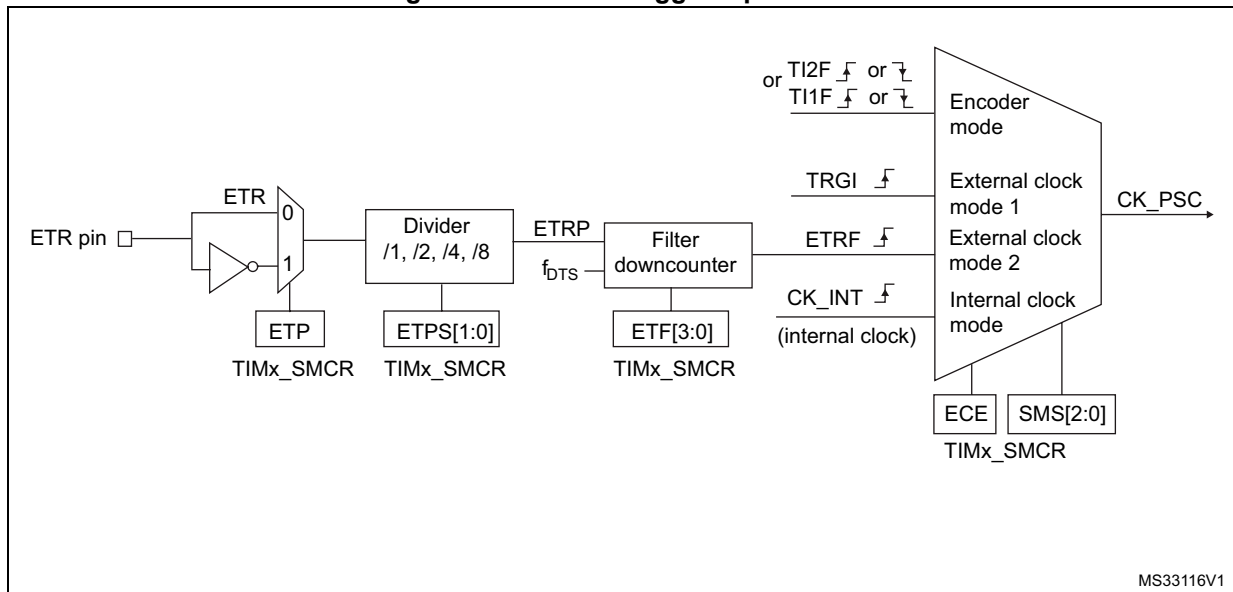 or TI2F or
TI1F or
Encoder
mode
TRGI
External clock
mode 1
CK_PSC
ETR
0
ETR pin
1
Divider
/1, /2, /4, /8
ETRP
fDTS
Filter
downcounter
ETRF
External clock
mode 2
CK_INT
(internal clock)
Internal clock
mode
ETP
TIMx_SMCR
ETPS[1:0]
TIMx_SMCR
ETF[3:0]
TIMx_SMCR
ECE
SMS[2:0]
TIMx_SMCR
MS33116V1